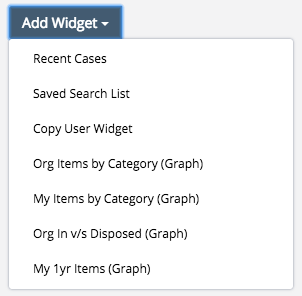 Add Widget
Recent Cases
Saved Search List
Copy User Widget
Org Items by Category (Graph)
My Items by Category (Graph)
Org In v/s Disposed (Graph)
My 1yr Items (Graph)